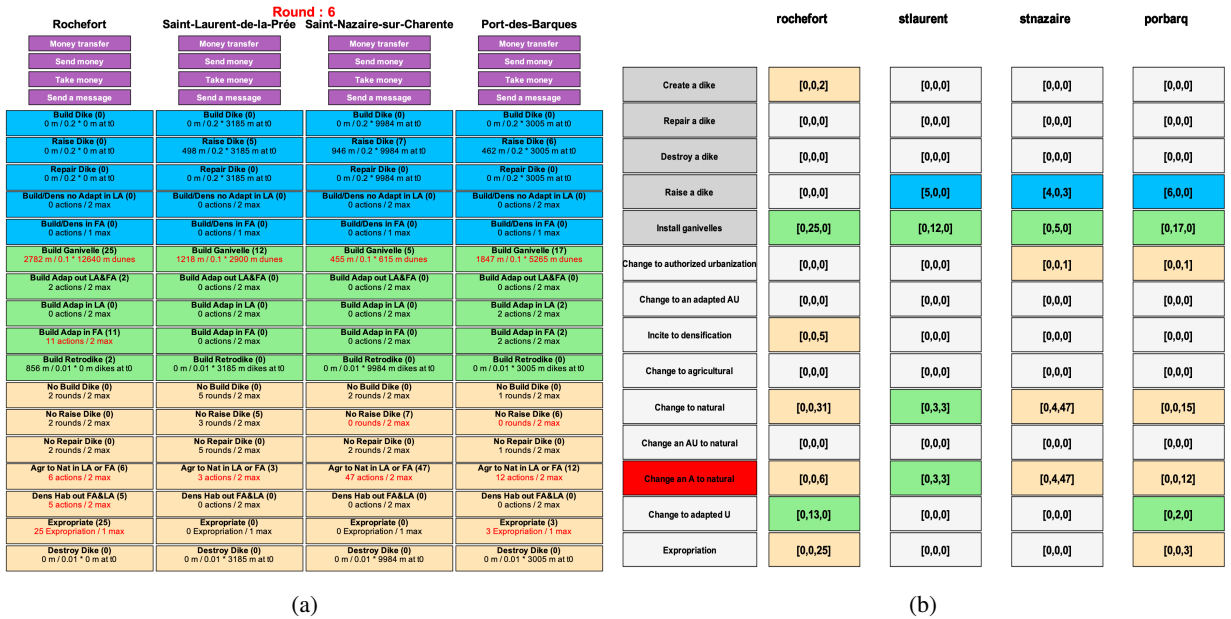 Round : 6
Rochefort Saint-Laurent-de-la-Prée Saint-Nazaire-sur-Charente Port-des-Barques
Money transfer Money transfer Money transfer Money transfer
Send money Send money Send money Send money
Take money Take money Take money Take money
Send a message Send a message Send a message Send a message
Build Dike (0) Build Dike (0) Build Dike (0) Build Dike (0)
0 m / 0.2 * 0 m at t0 0 m / 0.2 * 3185 m at t0 0 m / 0.2 * 9984 m at t0 0 m / 0.2 * 3005 m at t0
Raise Dike (0) Raise Dike (5) Raise Dike (7) Raise Dike (6)
0 m / 0.2 * 0 m at t0 498 m / 0.2 * 3185 m at t0 946 m / 0.2 * 9984 m at t0 462 m / 0.2 * 3005 m at t0
Repair Dike (0) Repair Dike (0) Repair Dike (0) Repair Dike (0)
0 m / 0.2 * 0 m at t0 0 m / 0.2 * 3185 m at t0 0 m / 0.2 * 9984 m at t0 0 m / 0.2 * 3005 m at t0
Build/Dens no Adapt in LA (0) Build/Dens no Adapt in LA (0) Build/Dens no Adapt in LA (0) Build/Dens no Adapt in LA (0)
0 actions / 2 max 0 actions / 2 max 0 actions / 2 max 0 actions / 2 max
Build/Dens in FA (0) Build/Dens in FA (0) Build/Dens in FA (0) Build/Dens in FA (0)
0 actions / 1 max 0 actions / 1 max 0 actions / 1 max 0 actions / 1 max
Build Ganivelle (25) Build Ganivelle (12) Build Ganivelle (5) Build Ganivelle (17)
2782 m / 0.1 * 12640 m dunes 1218 m / 0.1 * 2900 m dunes 455 m / 0.1 * 615 m dunes 1847 m / 0.1 * 5265 m dunes
Build Adap out LA&FA (2) Build Adap out LA&FA (0) Build Adap out LA&FA (0) Build Adap out LA&FA (0)
2 actions / 2 max 0 actions / 2 max 0 actions / 2 max 0 actions / 2 max
Build Adap in LA (0) Build Adap in LA (0) Build Adap in LA (0) Build Adap in LA (2)
0 actions / 2 max 0 actions / 2 max 0 actions / 2 max 2 actions / 2 max
Build Adap in FA (11) Build Adap in FA (0) Build Adap in FA (0) Build Adap in FA (2)
11 actions / 2 max 0 actions / 2 max 0 actions / 2 max 2 actions / 2 max
Build Retrodike (2) Build Retrodike (0) Build Retrodike (0) Build Retrodike (0)
856 m / 0.01 * 0 m dikes at t0 0 m / 0.01 * 3185 m dikes at t0 0 m / 0.01 * 9984 m dikes at t0 0 m / 0.01 * 3005 m dikes at t0
No Build Dike (0) No Build Dike (0) No Build Dike (0) No Build Dike (0)
2 rounds / 2 max 5 rounds / 2 max 2 rounds / 2 max 1 rounds / 2 max
No Raise Dike (0) No Raise Dike (5) No Raise Dike (7) No Raise Dike (6)
2 rounds / 2 max 3 rounds / 2 max 0 rounds / 2 max 0 rounds / 2 max
No Repair Dike (0) No Repair Dike (0) No Repair Dike (0) No Repair Dike (0)
2 rounds / 2 max 5 rounds / 2 max 2 rounds / 2 max 1 rounds / 2 max
Agr to Nat in LA or FA (6) Agr to Nat in LA or FA (3) Agr to Nat in LA or FA (47) Agr to Nat in LA or FA (12)
6 actions / 2 max 3 actions / 2 max 47 actions / 2 max 12 actions / 2 max
Dens Hab out FA&LA (5) Dens Hab out FA&LA (0) Dens Hab out FA&LA (0) Dens Hab out FA&LA (0)
5 actions / 2 max 0 actions / 2 max 0 actions / 2 max 0 actions / 2 max
Expropriate (25) Expropriate (0) Expropriate (0) Expropriate (3)
25 Expropriation / 1 max 0 Expropriation / 1 max 0 Expropriation / 1 max 3 Expropriation / 1 max
Destroy Dike (0) Destroy Dike (0) Destroy Dike (0) Destroy Dike (0)
0 m / 0.01 * 0 m at t0 0 m / 0.01 * 3185 m at t0 0 m / 0.01 * 9984 m at t0 0 m / 0.01 * 3005 m at t0
(a)
rochefort stlaurent stnazaire porbarq
Create a dike [0,0,2] [0,0,0] [0,0,0] [0,0,0]
Repair a dike [0,0,0] [0,0,0] [0,0,0] [0,0,0]
Destroy a dike [0,0,0] [0,0,0] [0,0,0] [0,0,0]
Raise a dike [0,0,0] [5,0,0] [4,0,3] [6,0,0]
Install ganivelles [0,25,0] [0,12,0] [0,5,0] [0,17,0]
Change to authorized urbanization [0,0,0] [0,0,0] [0,0,1] [0,0,1]
Change to an adapted AU [0,0,0] [0,0,0] [0,0,0] [0,0,0]
Incite to densification [0,0,5] [0,0,0] [0,0,0] [0,0,0]
Change to agricultural [0,0,0] [0,0,0] [0,0,0] [0,0,0]
Change to natural [0,0,31] [0,3,3] [0,4,47] [0,0,15]
Change an AU to natural [0,0,0] [0,0,0] [0,0,0] [0,0,0]
Change an A to natural [0,0,6] [0,3,3] [0,4,47] [0,0,12]
Change to adapted U [0,13,0] [0,0,0] [0,0,0] [0,2,0]
Expropriation [0,0,25] [0,0,0] [0,0,0] [0,0,3]
(b)